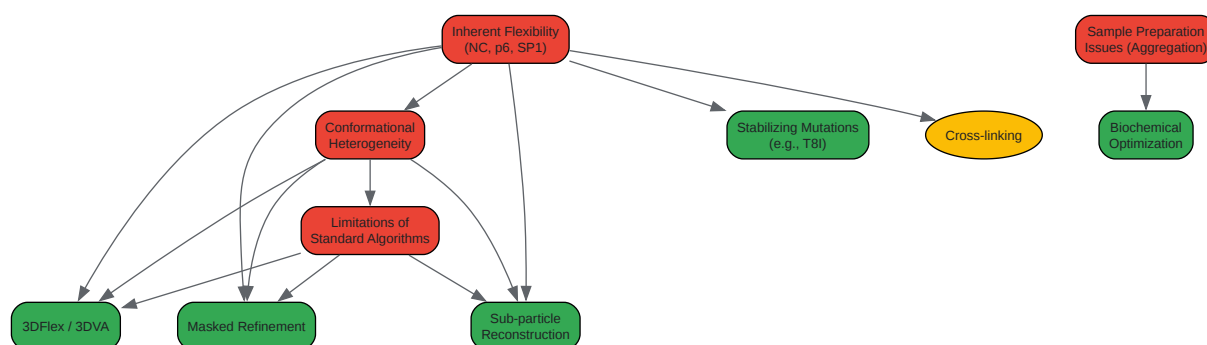 Inherent Flexibility
(NC, p6, SP1)
Sample Preparation
Issues (Aggregation)
Conformational
Heterogeneity
Stabilizing Mutations
(e.g., T8I)
Cross-linking
Biochemical
Optimization
Limitations of
Standard Algorithms
3DFlex / 3DVA
Masked Refinement
Sub-particle
Reconstruction